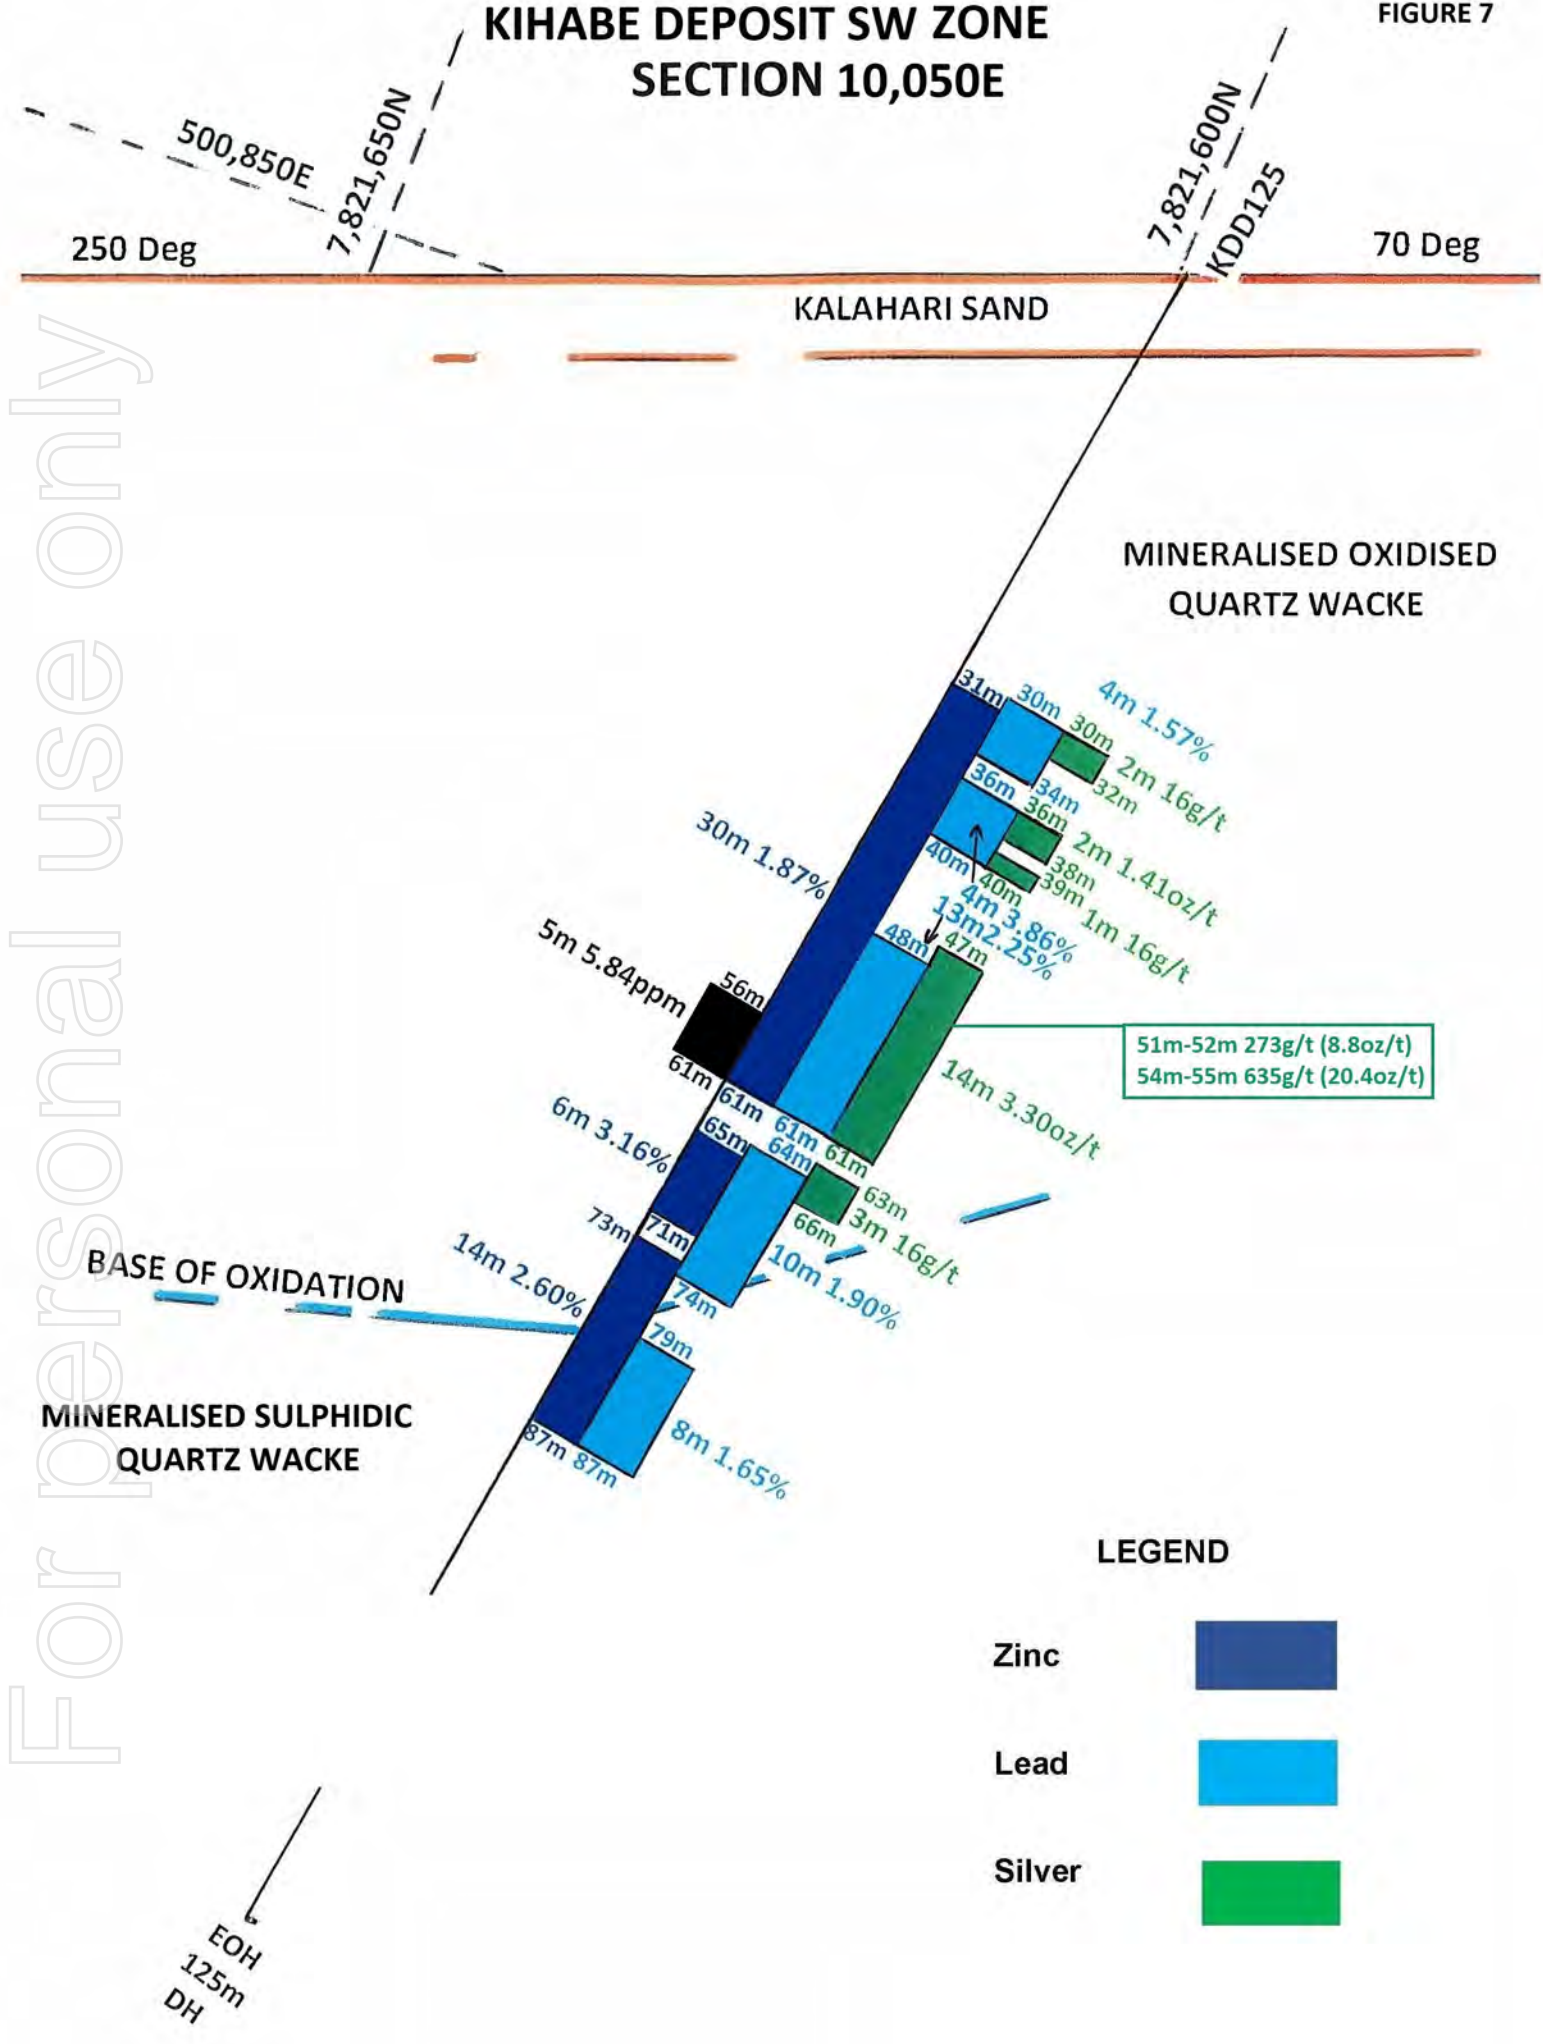 KIHABE DEPOSIT SW ZONE
SECTION 10,050E
FIGURE 7
500,850E
7,821,650N
7,821,600N
KDD125
250 Deg
70 Deg
KALAHARI SAND
MINERALISED OXIDISED
QUARTZ WACKE
31m
30m
4m 1.57%
30m
2m 16g/t
32m
34m
36m
36m
2m 1.41oz/t
38m
39m
40m
40m
1m 16g/t
4m 3.86%
13m2.25%
30m 1.87%
48m
47m
5m 5.84ppm
56m
61m
51m-52m 273g/t (8.8oz/t)
54m-55m 635g/t (20.4oz/t)
14m 3.30oz/t
61m
61m
61m
6m 3.16%
65m
64m
63m
66m
3m 16g/t
73m
71m
10m 1.90%
14m 2.60%
74m
BASE OF OXIDATION
79m
MINERALISED SULPHIDIC
QUARTZ WACKE
87m
87m
8m 1.65%
LEGEND
Zinc
Lead
Silver
EOH
125m
DH
For personal use only